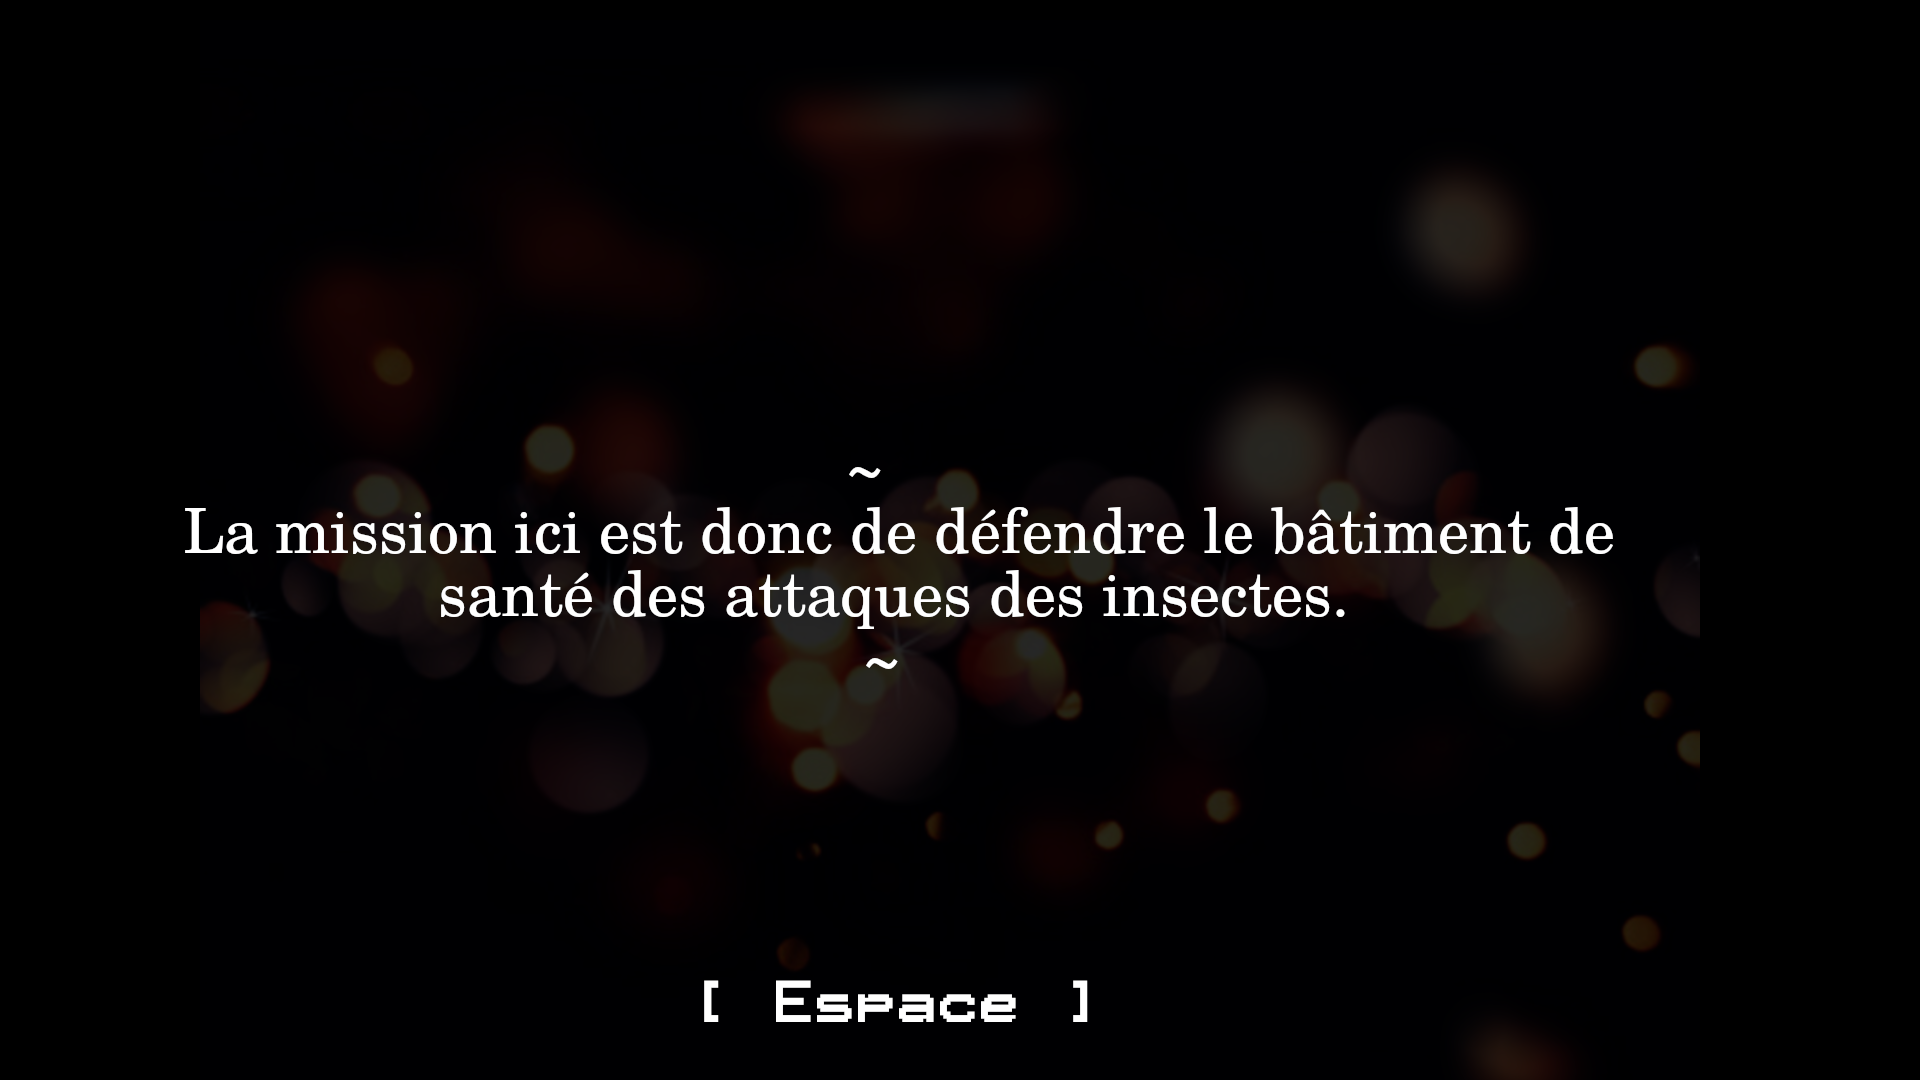 ~
La mission ici est donc de défendre le bâtiment de
santé des attaques des insectes.
~
[ Espace ]